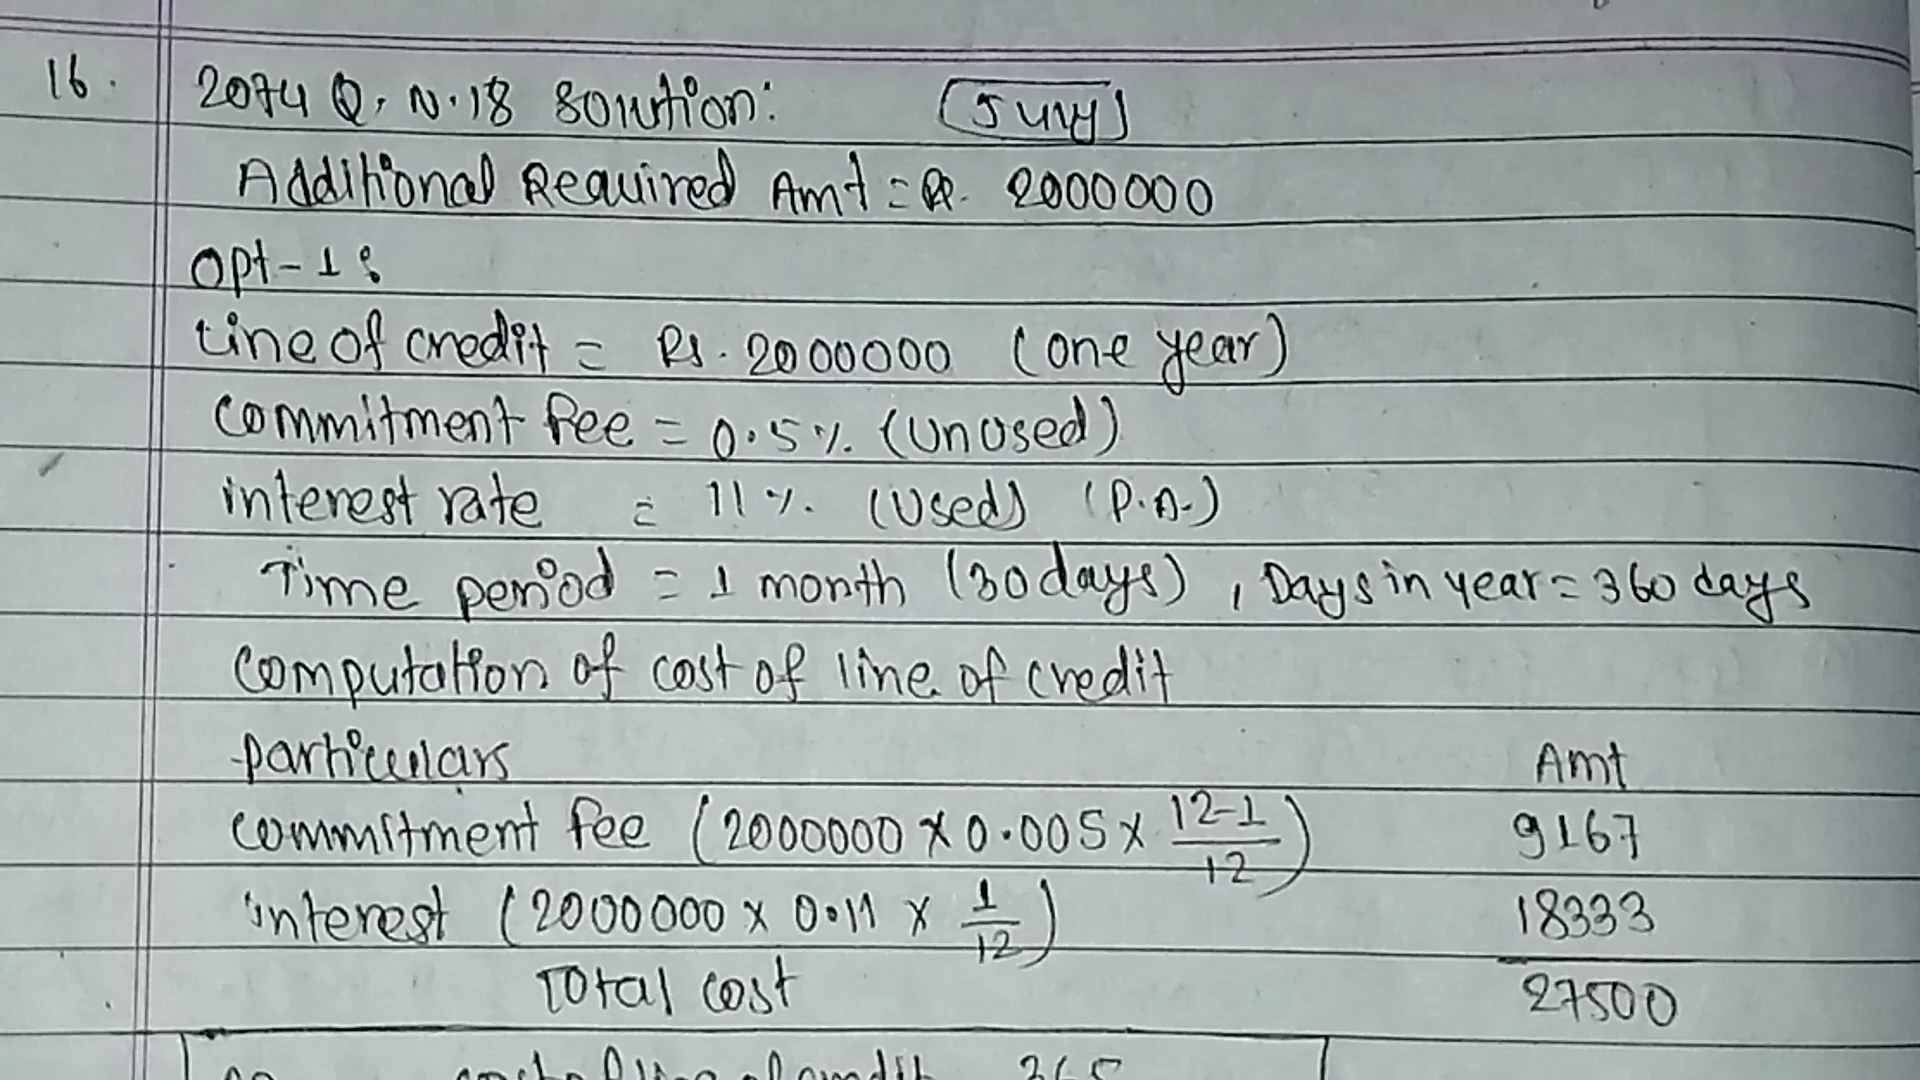 16. 2074 Q. N. 18 Solution: (July)
Additional Required Amt = R. 2000000
Opt-1:
Line of credit = Rs. 2000000 (one year)
Commitment fee = 0.5% (Unused)
interest rate = 11%. (Used) (P.A.)
Time period = 1 month (30 days), Days in year = 360 days
Computation of cost of line of credit
particulars Amt
commitment fee (2000000 x 0.005 x 12-1/12) 9167
interest (2000000 x 0.11 x 1/12) 18333
Total cost 27500
365